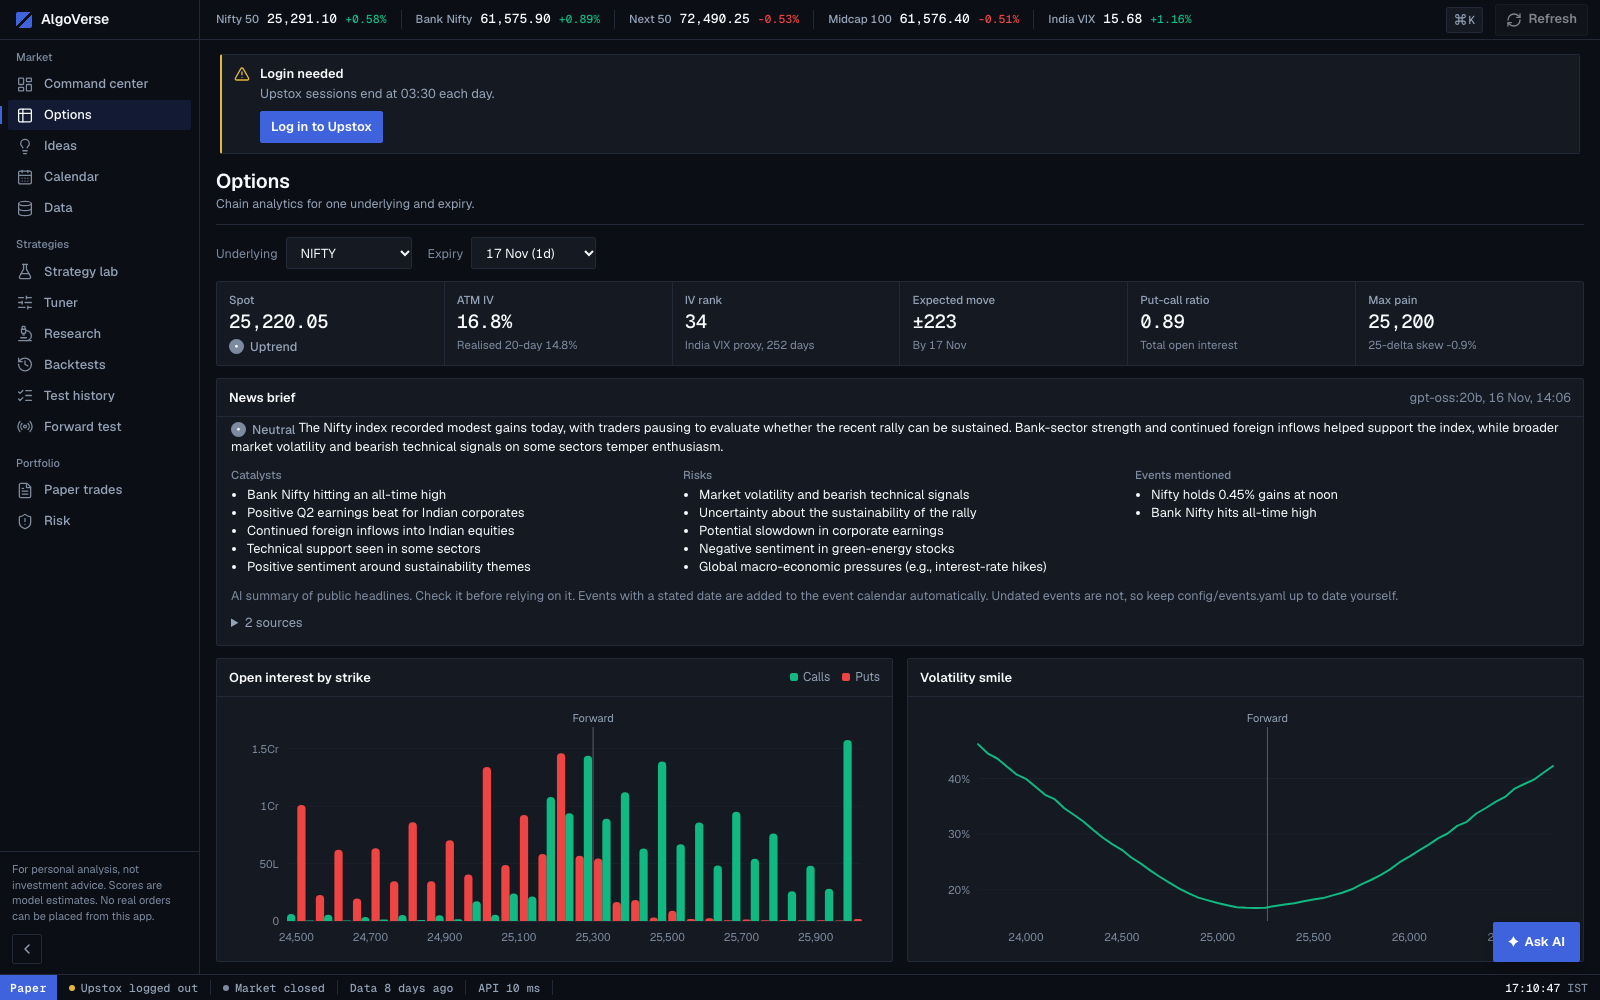 AlgoVerse
Nifty 50 25,291.10 +0.58%
Bank Nifty 61,575.90 +0.89%
Next 50 72,490.25 -0.53%
Midcap 100 61,576.40 -0.51%
India VIX 15.68 +1.16%
⌘K
Refresh
Market
Command center
Options
Ideas
Calendar
Data
Strategies
Strategy lab
Tuner
Research
Backtests
Test history
Forward test
Portfolio
Paper trades
Risk
For personal analysis, not
investment advice. Scores are
model estimates. No real orders
can be placed from this app.
Login needed
Upstox sessions end at 03:30 each day.
Log in to Upstox
Options
Chain analytics for one underlying and expiry.
Underlying NIFTY Expiry 17 Nov (1d)
Spot
25,220.05
Uptrend
ATM IV
16.8%
Realised 20-day 14.8%
IV rank
34
India VIX proxy, 252 days
Expected move
±223
By 17 Nov
Put-call ratio
0.89
Total open interest
Max pain
25,200
25-delta skew -0.9%
News brief
gpt-oss:20b, 16 Nov, 14:06
Neutral The Nifty index recorded modest gains today, with traders pausing to evaluate whether the recent rally can be sustained. Bank-sector strength and continued foreign inflows helped support the index, while broader
market volatility and bearish technical signals on some sectors temper enthusiasm.
Catalysts
• Bank Nifty hitting an all-time high
• Positive Q2 earnings beat for Indian corporates
• Continued foreign inflows into Indian equities
• Technical support seen in some sectors
• Positive sentiment around sustainability themes
Risks
• Market volatility and bearish technical signals
• Uncertainty about the sustainability of the rally
• Potential slowdown in corporate earnings
• Negative sentiment in green-energy stocks
• Global macro-economic pressures (e.g., interest-rate hikes)
Events mentioned
• Nifty holds 0.45% gains at noon
• Bank Nifty hits all-time high
AI summary of public headlines. Check it before relying on it. Events with a stated date are added to the event calendar automatically. Undated events are not, so keep config/events.yaml up to date yourself.
2 sources
Open interest by strike
Calls Puts
Forward
1.5Cr
1Cr
50L
0
24,500 24,700 24,900 25,100 25,300 25,500 25,700 25,900
Volatility smile
Forward
40%
30%
20%
24,000 24,500 25,000 25,500 26,000
Ask AI
Paper
Upstox logged out
Market closed
Data 8 days ago
API 10 ms
17:10:47 IST